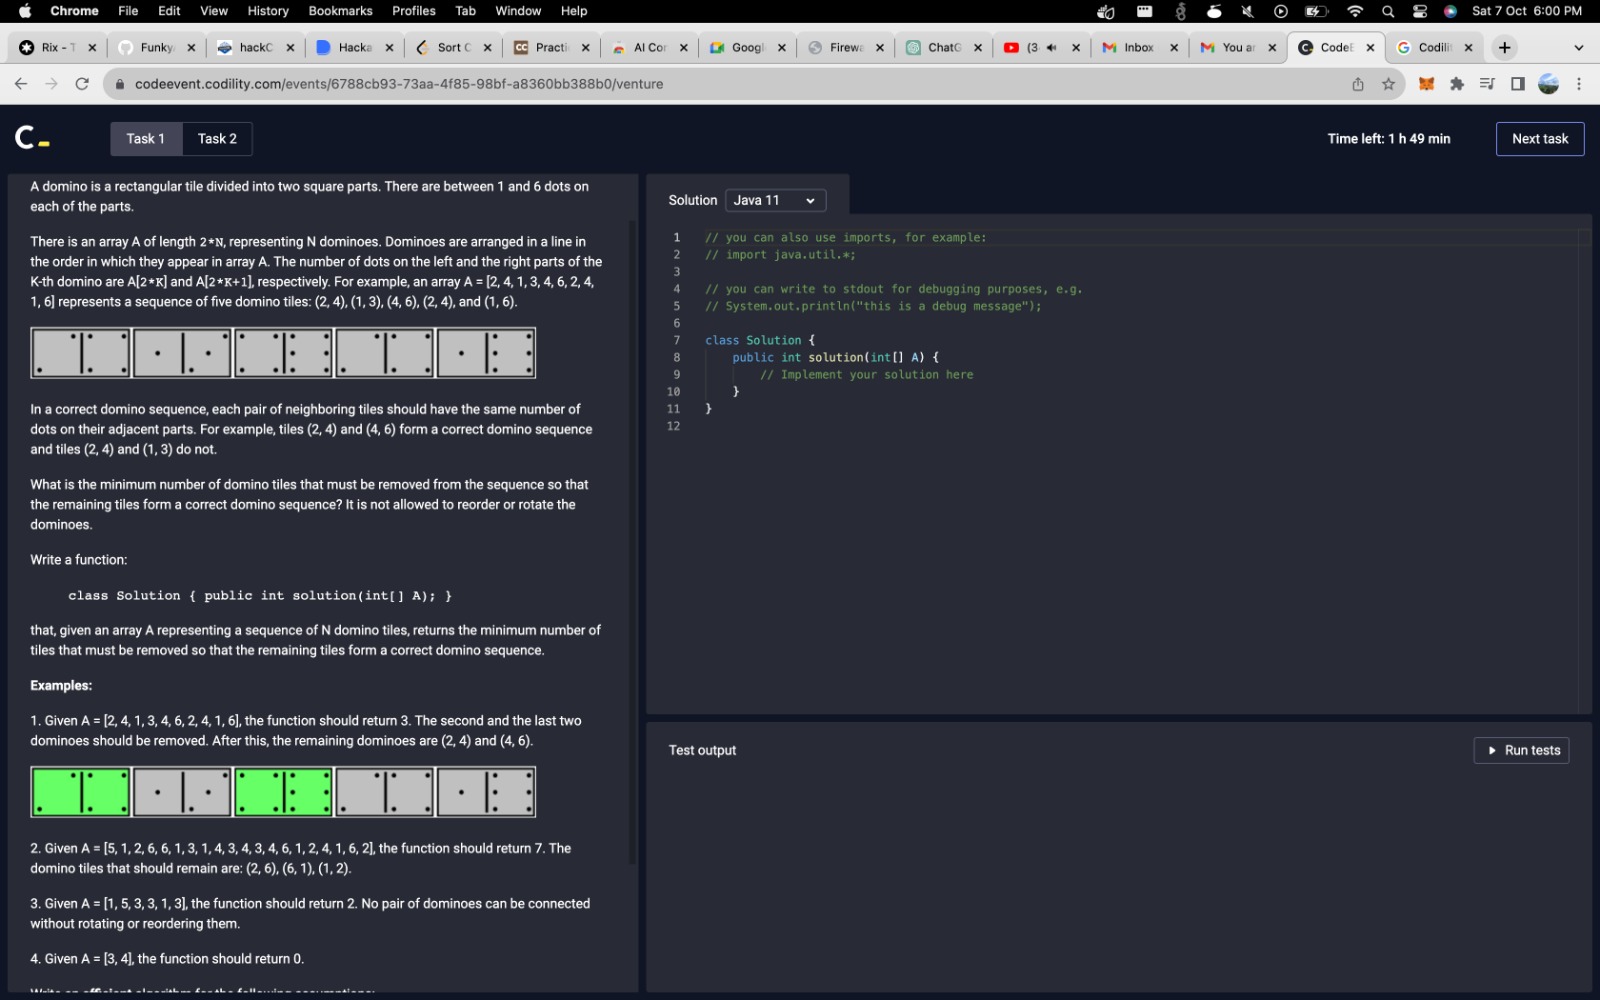 Chrome File Edit View History Bookmarks Profiles Tab Window Help Sat 7 Oct 6:00 PM
Rix - T Funky hackC Hacka Sort C CC Practi AI Cor Googl Firewa ChatG (3 Inbox You ar CodeE Codilit
codeevent.codility.com/events/6788cb93-73aa-4f85-98bf-a8360bb388b0/venture
C_ Task 1 Task 2 Time left: 1 h 49 min Next task
A domino is a rectangular tile divided into two square parts. There are between 1 and 6 dots on
each of the parts.
There is an array A of length 2*N, representing N dominoes. Dominoes are arranged in a line in
the order in which they appear in array A. The number of dots on the left and the right parts of the
K-th domino are A[2*K] and A[2*K+1], respectively. For example, an array A = [2, 4, 1, 3, 4, 6, 2, 4,
1, 6] represents a sequence of five domino tiles: (2, 4), (1, 3), (4, 6), (2, 4), and (1, 6).
In a correct domino sequence, each pair of neighboring tiles should have the same number of
dots on their adjacent parts. For example, tiles (2, 4) and (4, 6) form a correct domino sequence
and tiles (2, 4) and (1, 3) do not.
What is the minimum number of domino tiles that must be removed from the sequence so that
the remaining tiles form a correct domino sequence? It is not allowed to reorder or rotate the
dominoes.
Write a function:
class Solution { public int solution(int[] A); }
that, given an array A representing a sequence of N domino tiles, returns the minimum number of
tiles that must be removed so that the remaining tiles form a correct domino sequence.
Examples:
1. Given A = [2, 4, 1, 3, 4, 6, 2, 4, 1, 6], the function should return 3. The second and the last two
dominoes should be removed. After this, the remaining dominoes are (2, 4) and (4, 6).
2. Given A = [5, 1, 2, 6, 6, 1, 3, 1, 4, 3, 4, 3, 4, 6, 1, 2, 4, 1, 6, 2], the function should return 7. The
domino tiles that should remain are: (2, 6), (6, 1), (1, 2).
3. Given A = [1, 5, 3, 3, 1, 3], the function should return 2. No pair of dominoes can be connected
without rotating or reordering them.
4. Given A = [3, 4], the function should return 0.
Write an efficient algorithm for the following assumptions:
Solution Java 11
1 // you can also use imports, for example:
2 // import java.util.*;
3
4 // you can write to stdout for debugging purposes, e.g.
5 // System.out.println("this is a debug message");
6
7 class Solution {
8 public int solution(int[] A) {
9 // Implement your solution here
10 }
11 }
12
Test output Run tests